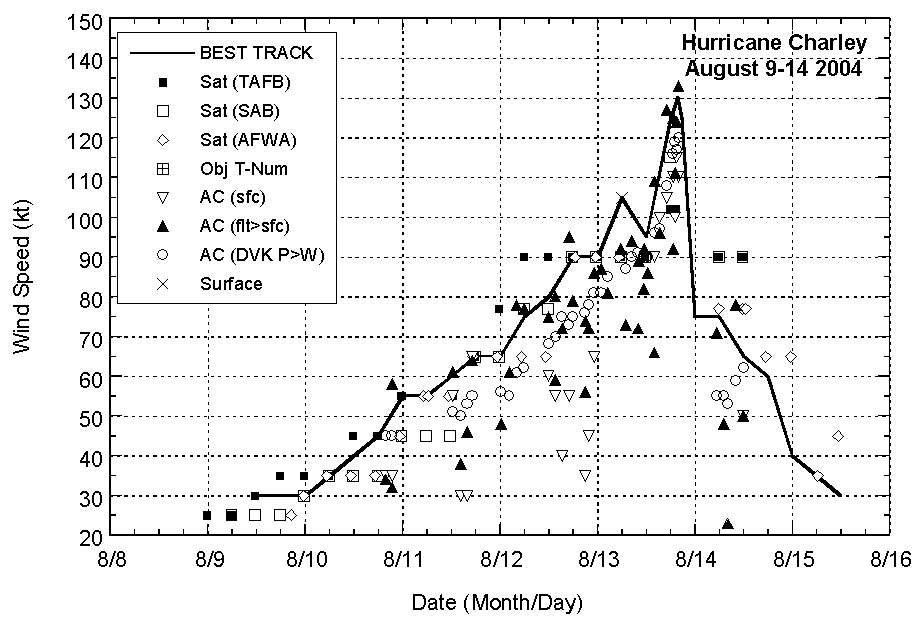 150
140
130
120
110
100
90
80
70
60
50
40
30
20
Wind Speed (kt)
BEST TRACK
Sat (TAFB)
Sat (SAB)
Sat (AFWA)
Obj T-Num
AC (sfc)
AC (flt>sfc)
AC (DVK P>W)
Surface
Hurricane Charley
August 9-14 2004
8/8 8/9 8/10 8/11 8/12 8/13 8/14 8/15 8/16
Date (Month/Day)